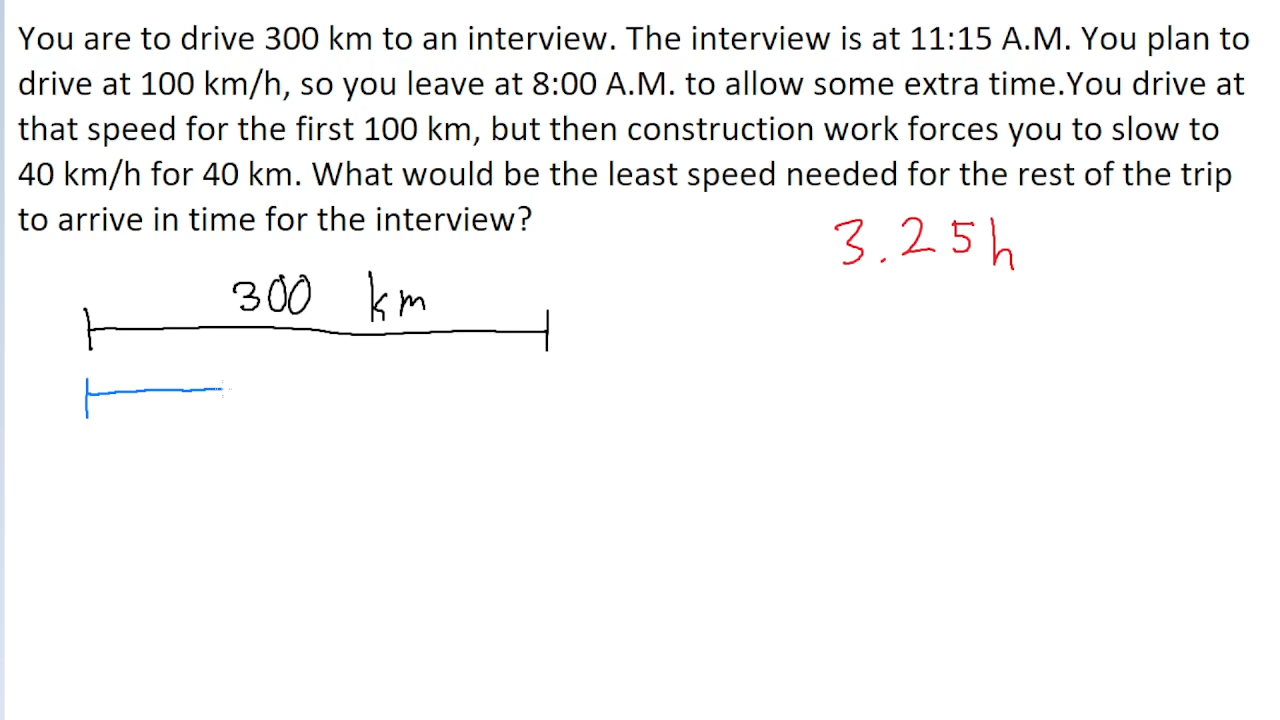 You are to drive 300 km to an interview. The interview is at 11:15 A.M. You plan to
drive at 100 km/h, so you leave at 8:00 A.M. to allow some extra time.You drive at
that speed for the first 100 km, but then construction work forces you to slow to
40 km/h for 40 km. What would be the least speed needed for the rest of the trip
to arrive in time for the interview?
3.25h
300 km